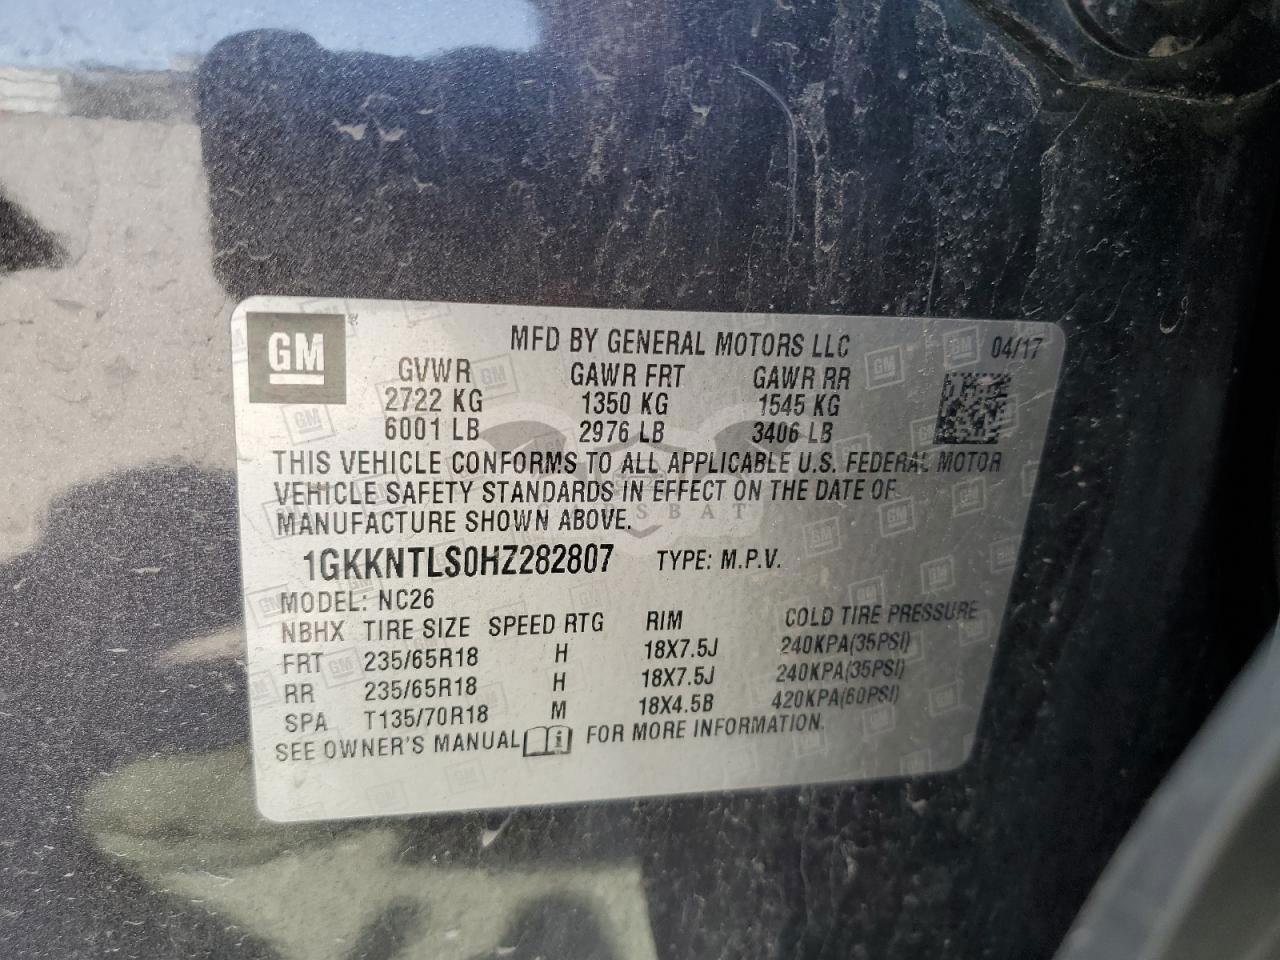 GM
MFD BY GENERAL MOTORS LLC 04/17
GVWR GAWR FRT GAWR RR
2722 KG 1350 KG 1545 KG
6001 LB 2976 LB 3406 LB
THIS VEHICLE CONFORMS TO ALL APPLICABLE U.S. FEDERAL MOTOR
VEHICLE SAFETY STANDARDS IN EFFECT ON THE DATE OF
MANUFACTURE SHOWN ABOVE.
1GKKNTLS0HZ282807 TYPE: M.P.V.
MODEL: NC26
NBHX TIRE SIZE SPEED RTG RIM COLD TIRE PRESSURE
FRT 235/65R18 H 18X7.5J 240KPA(35PSI)
RR 235/65R18 H 18X7.5J 240KPA(35PSI)
SPA T135/70R18 M 18X4.5B 420KPA(60PSI)
SEE OWNER'S MANUAL FOR MORE INFORMATION.